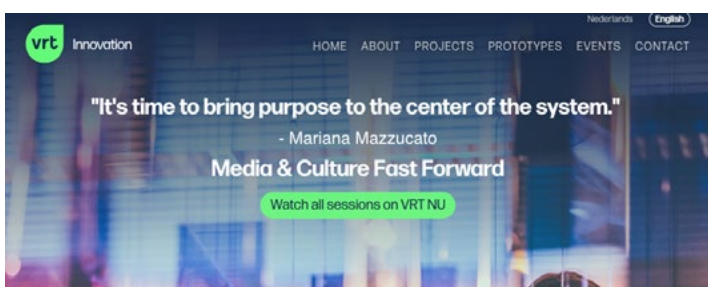 Nederlands English
vrt Innovation
HOME ABOUT PROJECTS PROTOTYPES EVENTS CONTACT
"It's time to bring purpose to the center of the system."
- Mariana Mazzucato
Media & Culture Fast Forward
Watch all sessions on VRT NU